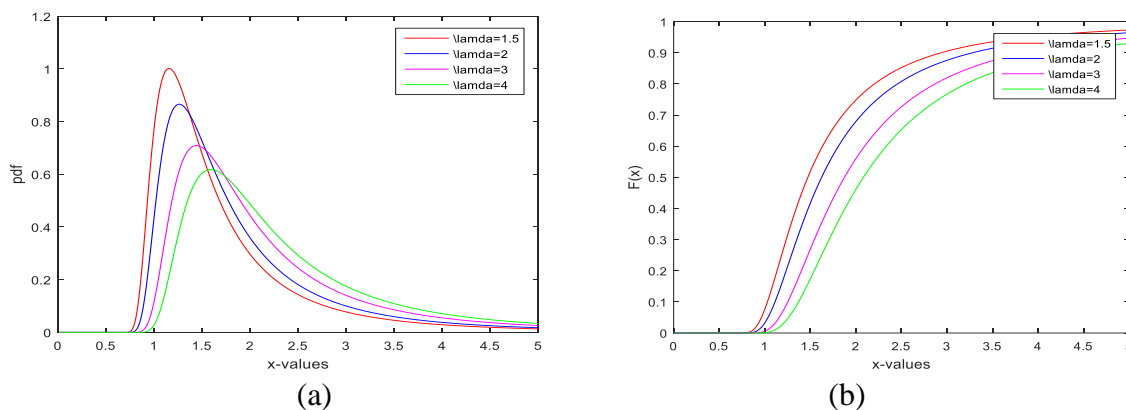 1.2
1
0.8
0.6
0.4
0.2
0
pdf
0 0.5 1 1.5 2 2.5 3 3.5 4 4.5 5
x-values
\lamda=1.5
\lamda=2
\lamda=3
\lamda=4
(a)
1
0.9
0.8
0.7
0.6
0.5
0.4
0.3
0.2
0.1
0
F(x)
0 0.5 1 1.5 2 2.5 3 3.5 4 4.5
x-values
\lamda=1.5
\lamda=2
\lamda=3
\lamda=4
(b)